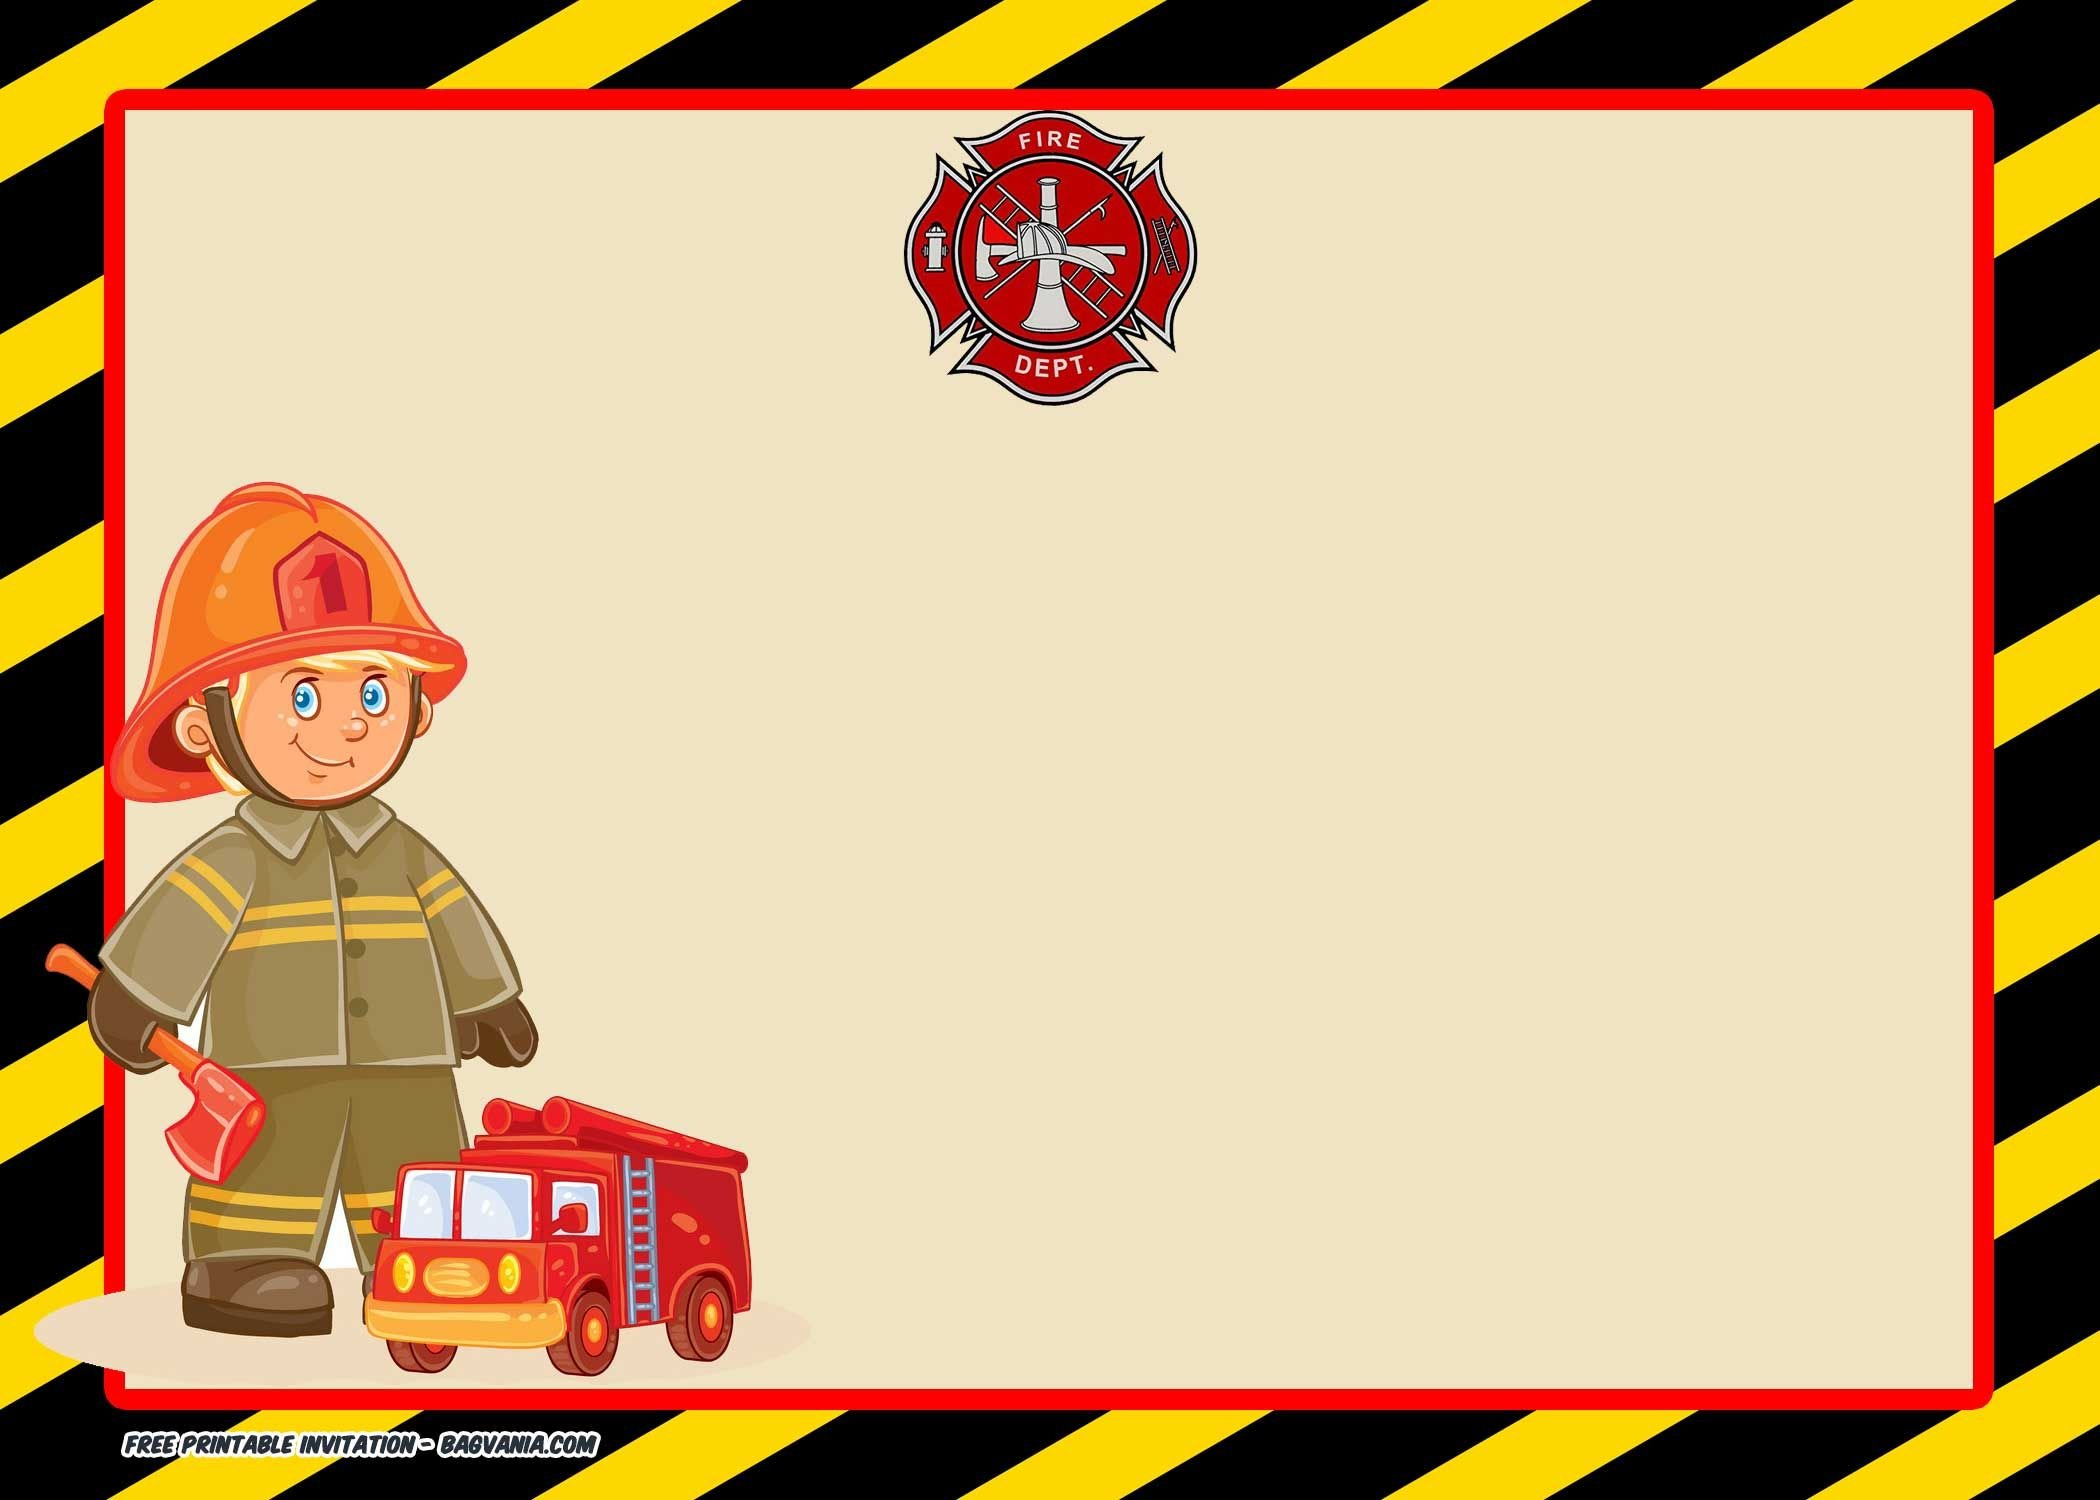 FIRE
DEPT.
1
FREE PRINTABLE INVITATION - BAGVANIA.COM